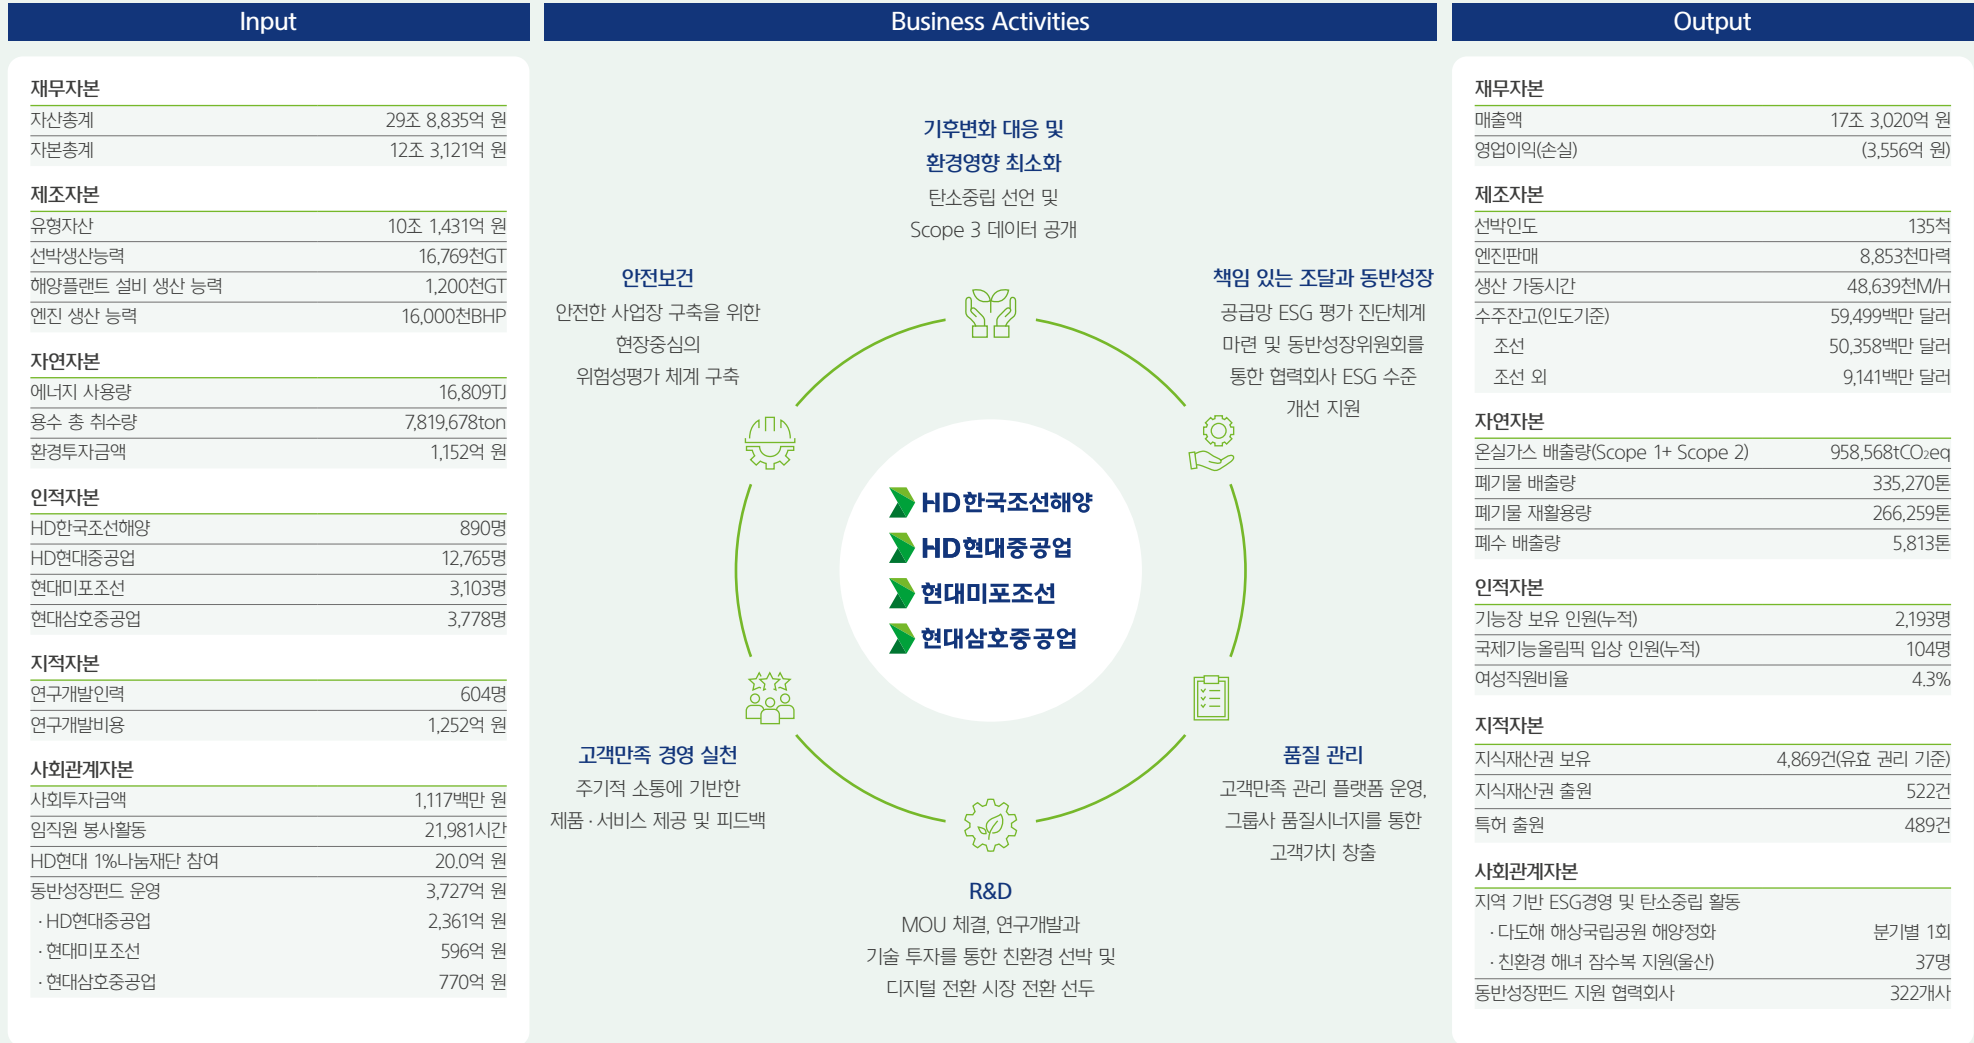 Input
재무자본
자산총계 29조 8,835억 원
자본총계 12조 3,121억 원
제조자본
유형자산 10조 1,431억 원
선박생산능력 16,769천GT
해양플랜트 설비 생산 능력 1,200천GT
엔진 생산 능력 16,000천BHP
자연자본
에너지 사용량 16,809TJ
용수 총 취수량 7,819,678ton
환경투자금액 1,152억 원
인적자본
HD한국조선해양 890명
HD현대중공업 12,765명
현대미포조선 3,103명
현대삼호중공업 3,778명
지적자본
연구개발인력 604명
연구개발비용 1,252억 원
사회관계자본
사회투자금액 1,117백만 원
임직원 봉사활동 21,981시간
HD현대 1%나눔재단 참여 20.0억 원
동반성장펀드 운영 3,727억 원
· HD현대중공업 2,361억 원
· 현대미포조선 596억 원
· 현대삼호중공업 770억 원
Business Activities
기후변화 대응 및
환경영향 최소화
탄소중립 선언 및
Scope 3 데이터 공개
안전보건
안전한 사업장 구축을 위한
현장중심의
위험성평가 체계 구축
책임 있는 조달과 동반성장
공급망 ESG 평가 진단체계
마련 및 동반성장위원회를
통한 협력회사 ESG 수준
개선 지원
HD한국조선해양
HD현대중공업
현대미포조선
현대삼호중공업
고객만족 경영 실천
주기적 소통에 기반한
제품 · 서비스 제공 및 피드백
품질 관리
고객만족 관리 플랫폼 운영,
그룹사 품질시너지를 통한
고객가치 창출
R&D
MOU 체결, 연구개발과
기술 투자를 통한 친환경 선박 및
디지털 전환 시장 전환 선두
Output
재무자본
매출액 17조 3,020억 원
영업이익(손실) (3,556억 원)
제조자본
선박인도 135척
엔진판매 8,853천마력
생산 가동시간 48,639천M/H
수주잔고(인도기준) 59,499백만 달러
조선 50,358백만 달러
조선 외 9,141백만 달러
자연자본
온실가스 배출량(Scope 1+ Scope 2) 958,568tCO₂eq
폐기물 배출량 335,270톤
폐기물 재활용량 266,259톤
폐수 배출량 5,813톤
인적자본
기능장 보유 인원(누적) 2,193명
국제기능올림픽 입상 인원(누적) 104명
여성직원비율 4.3%
지적자본
지식재산권 보유 4,869건(유효 권리 기준)
지식재산권 출원 522건
특허 출원 489건
사회관계자본
지역 기반 ESG경영 및 탄소중립 활동
· 다도해 해상국립공원 해양정화 분기별 1회
· 친환경 해녀 잠수복 지원(울산) 37명
동반성장펀드 지원 협력회사 322개사